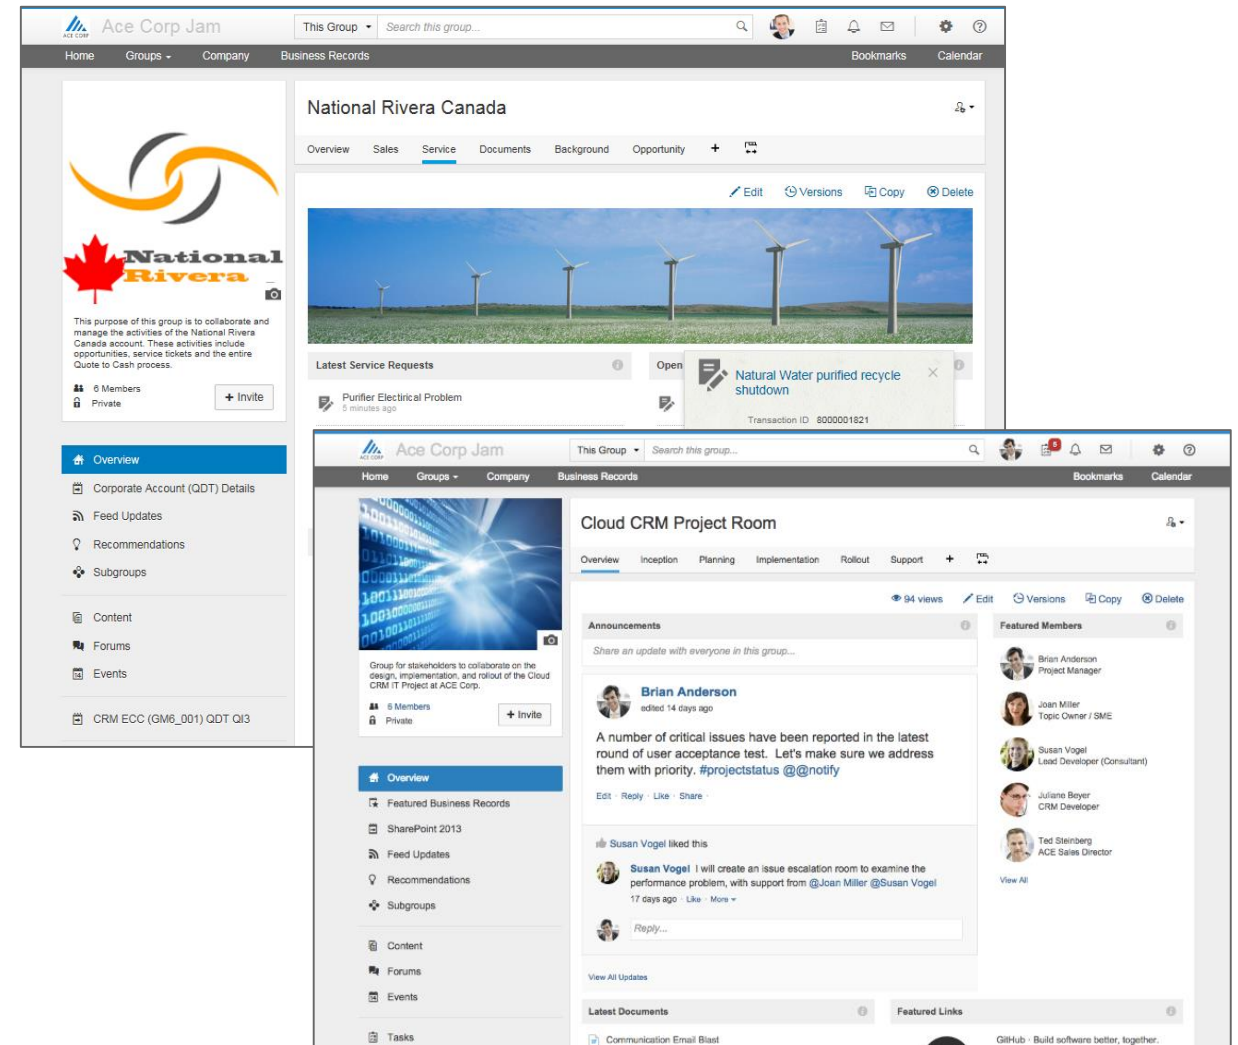 ACE CORP
Ace Corp Jam
This Group
Search this group...
Home Groups Company Business Records Bookmarks Calendar
National Rivera Canada
Overview Sales Service Documents Background Opportunity +
Edit Versions Copy Delete
National
Rivera
This purpose of this group is to collaborate and
manage the activities of the National Rivera
Canada account. These activities include
opportunities, service tickets and the entire
Quote to Cash process.
6 Members
Private
+ Invite
Latest Service Requests
Purifier Electirical Problem
5 minutes ago
Open
Natural Water purified recycle
shutdown
Transaction ID 8000001821
Overview
Corporate Account (QDT) Details
Feed Updates
Recommendations
Subgroups
Content
Forums
Events
CRM ECC (GM6_001) QDT QI3
ACE CORP
Ace Corp Jam
This Group
Search this group...
6
Home Groups Company Business Records Bookmarks Calendar
Cloud CRM Project Room
Overview Inception Planning Implementation Rollout Support +
94 views Edit Versions Copy Delete
Group for stakeholders to collaborate on the
design, implementation, and rollout of the Cloud
CRM IT Project at ACE Corp.
6 Members
Private
+ Invite
Overview
Featured Business Records
SharePoint 2013
Feed Updates
Recommendations
Subgroups
Content
Forums
Events
Tasks
Announcements
Share an update with everyone in this group...
Brian Anderson
edited 14 days ago
A number of critical issues have been reported in the latest
round of user acceptance test. Let's make sure we address
them with priority. #projectstatus @@notify
Edit · Reply · Like · Share ·
Susan Vogel liked this
Susan Vogel I will create an issue escalation room to examine the
performance problem, with support from @Joan Miller @Susan Vogel
17 days ago · Like · More
Reply...
View All Updates
Featured Members
Brian Anderson
Project Manager
Joan Miller
Topic Owner / SME
Susan Vogel
Lead Developer (Consultant)
Juliane Beyer
CRM Developer
Ted Steinberg
ACE Sales Director
View All
Latest Documents
Communication Email Blast
Featured Links
GitHub · Build software better, together.